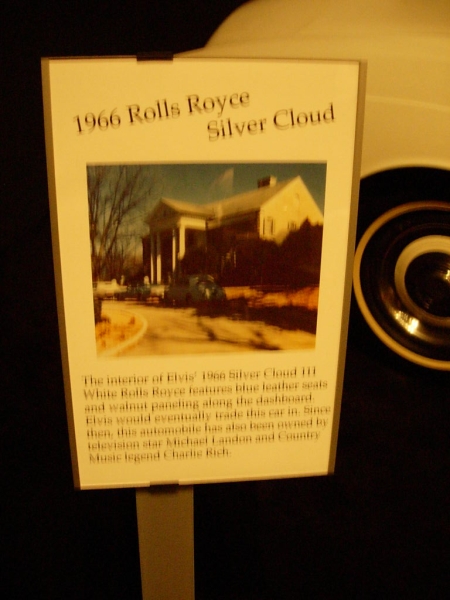 1966 Rolls Royce
Silver Cloud
The interior of Elvis' 1966 Silver Cloud 111
White Rolls Royce features blue leather seats
and walnut paneling along the dashboard.
Elvis would eventually trade this car in. Since
then, this automobile has also been owned by
television star Michael Landon and Country
Music legend Charlie Rich.